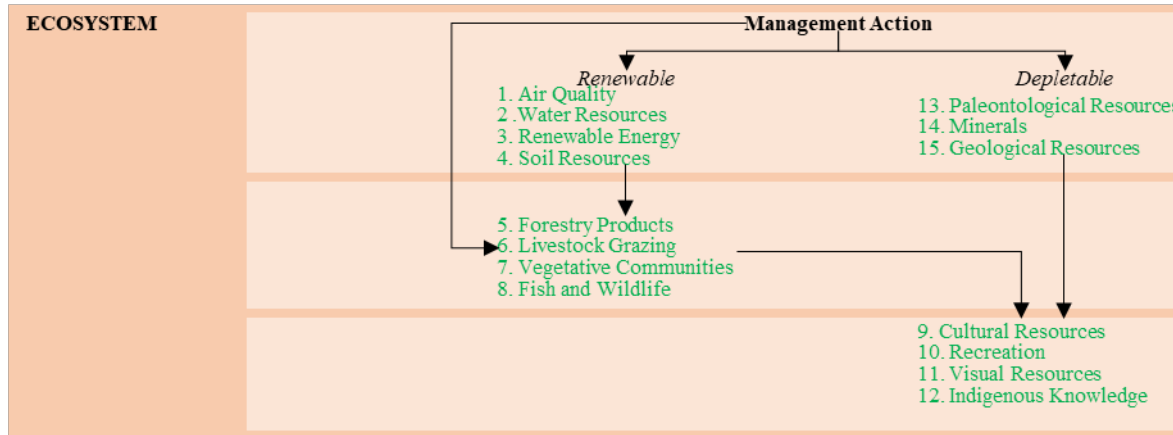 ECOSYSTEM
Management Action
Renewable
1. Air Quality
2 .Water Resources
3. Renewable Energy
4. Soil Resources
Depletable
13. Paleontological Resources
14. Minerals
15. Geological Resources
5. Forestry Products
6. Livestock Grazing
7. Vegetative Communities
8. Fish and Wildlife
9. Cultural Resources
10. Recreation
11. Visual Resources
12. Indigenous Knowledge